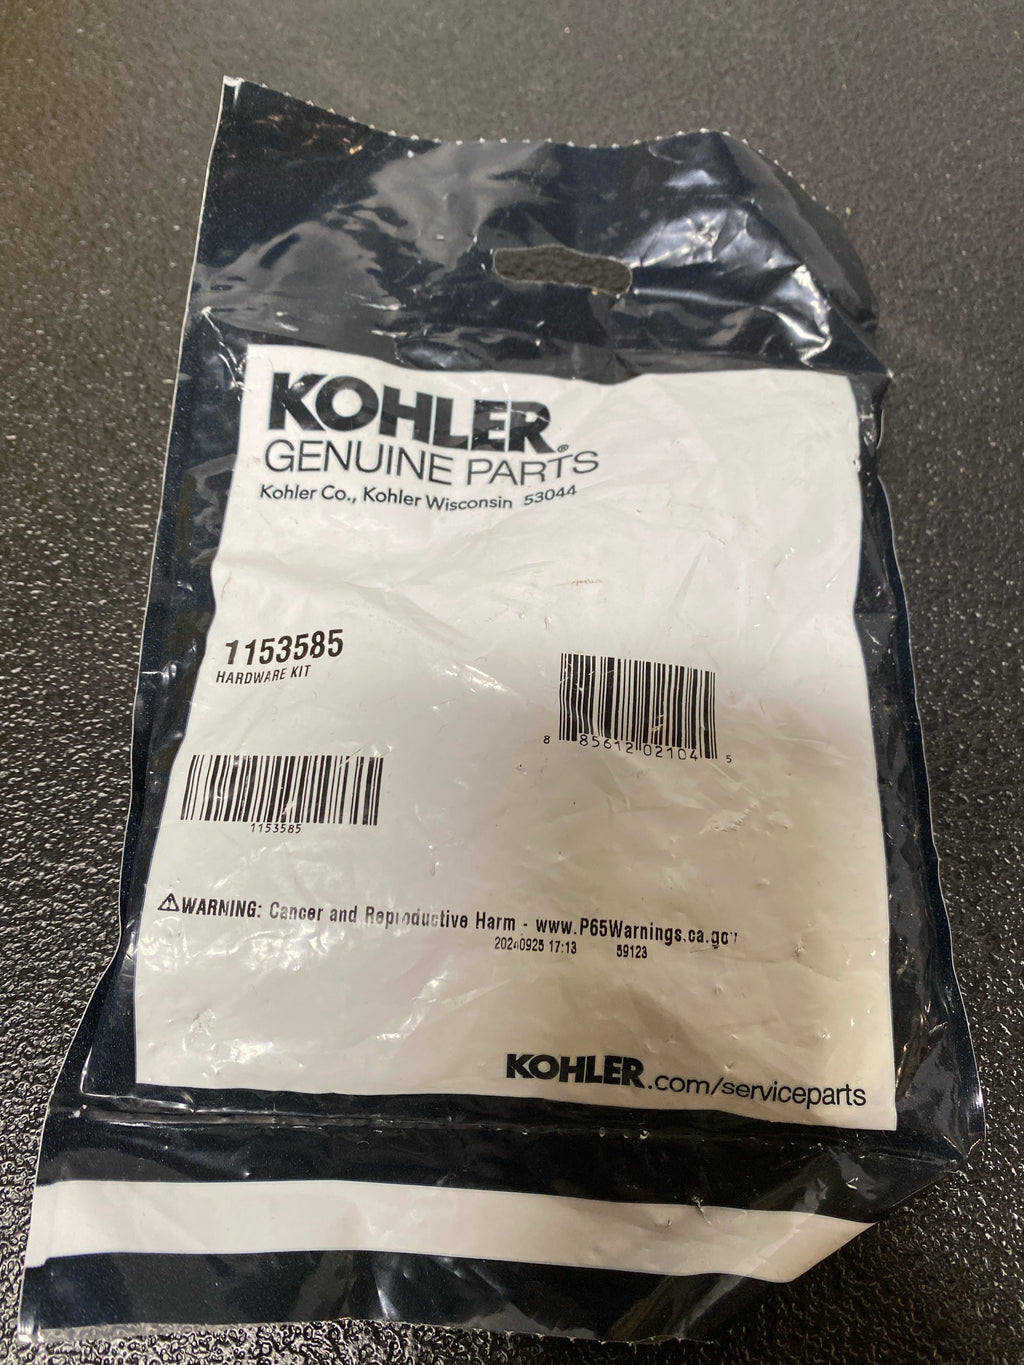 KOHLER®
GENUINE PARTS
Kohler Co., Kohler Wisconsin 53044
1153585
HARDWARE KIT
8 85612 02104 5
1153585
⚠WARNING: Cancer and Reproductive Harm - www.P65Warnings.ca.gov
20240925 17:13 59123
KOHLER.com/serviceparts